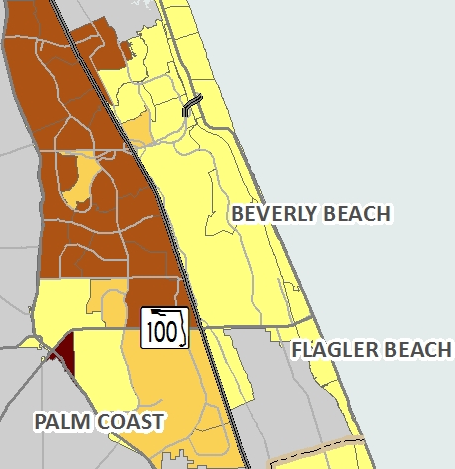 BEVERLY BEACH
100
FLAGLER BEACH
PALM COAST